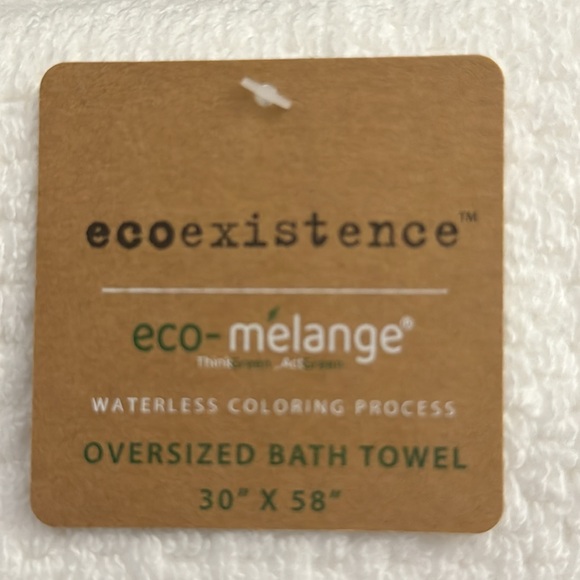 ecoexistence™
eco-mélange®
ThinkGreen...ActGreen
WATERLESS COLORING PROCESS
OVERSIZED BATH TOWEL
30" X 58"